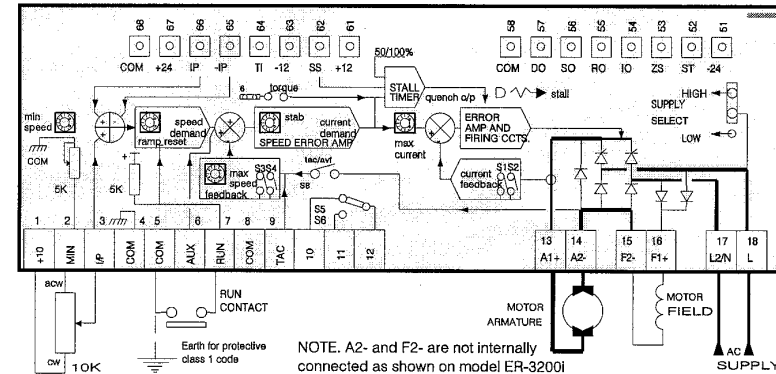 68 67 66 65 64 63 62 61
COM +24 IP -IP TI -12 SS +12
50/100%
58 57 56 55 54 53 52 51
COM DO SO RO IO ZS ST -24
STALL
TIMER
quench o/p
stall
HIGH
SUPPLY
SELECT
LOW
6
torque
min
speed
COM
5K
speed
demand
ramp reset
stab
current
demand
SPEED ERROR AMP
max
current
ERROR
AMP AND
FIRING CCTS.
5K
max
speed
feedback
S3S4
tac/avf
S8
current
feedback
S1S2
S5
S6
1 2 3 4 5 6 7 8 9
+10 MIN I/P COM COM AUX RUN COM TAC 10 11 12
13 14 15 16 17 18
A1+ A2- F2- F1+ L2/N L
acw
cw
10K
RUN
CONTACT
Earth for protective
class 1 code
MOTOR
ARMATURE
MOTOR
FIELD
AC
SUPPLY
NOTE. A2- and F2- are not internally
connected as shown on model ER-3200i